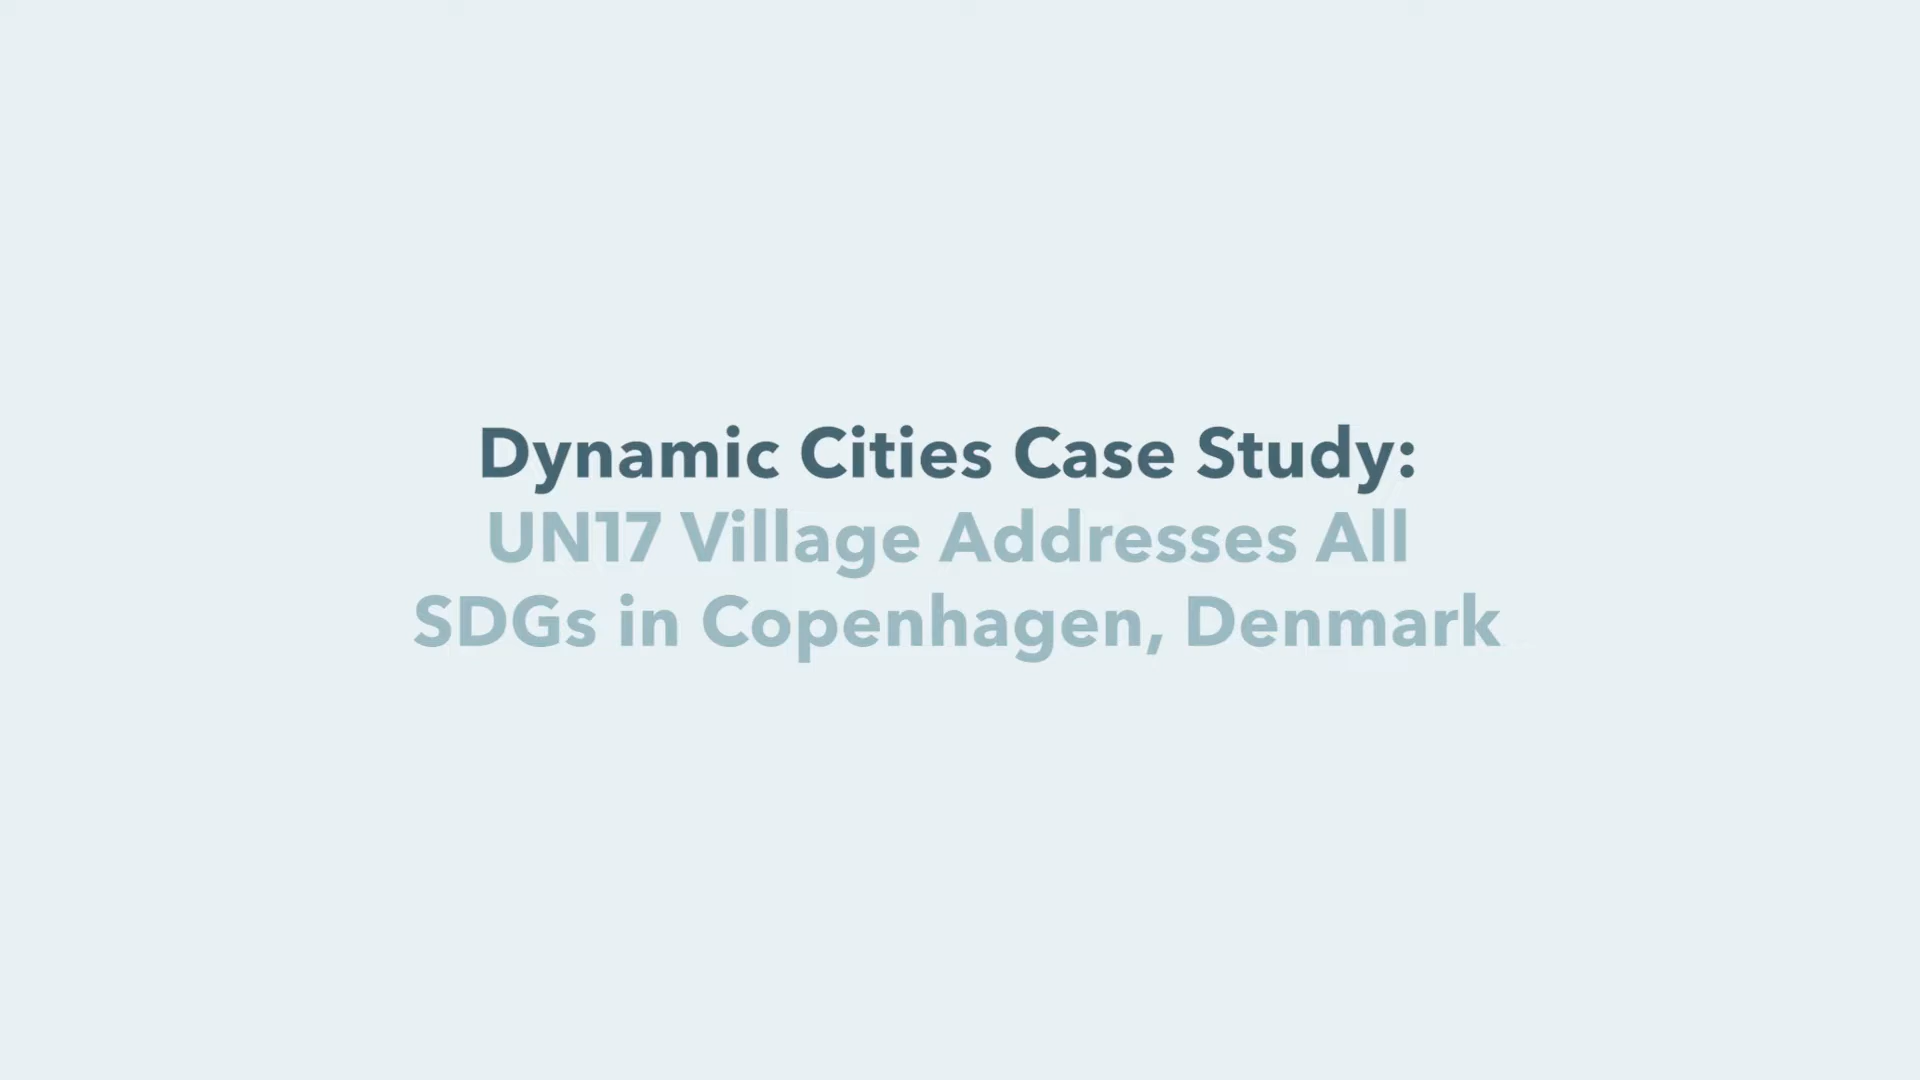 Dynamic Cities Case Study:
UN17 Village Addresses All
SDGs in Copenhagen, Denmark